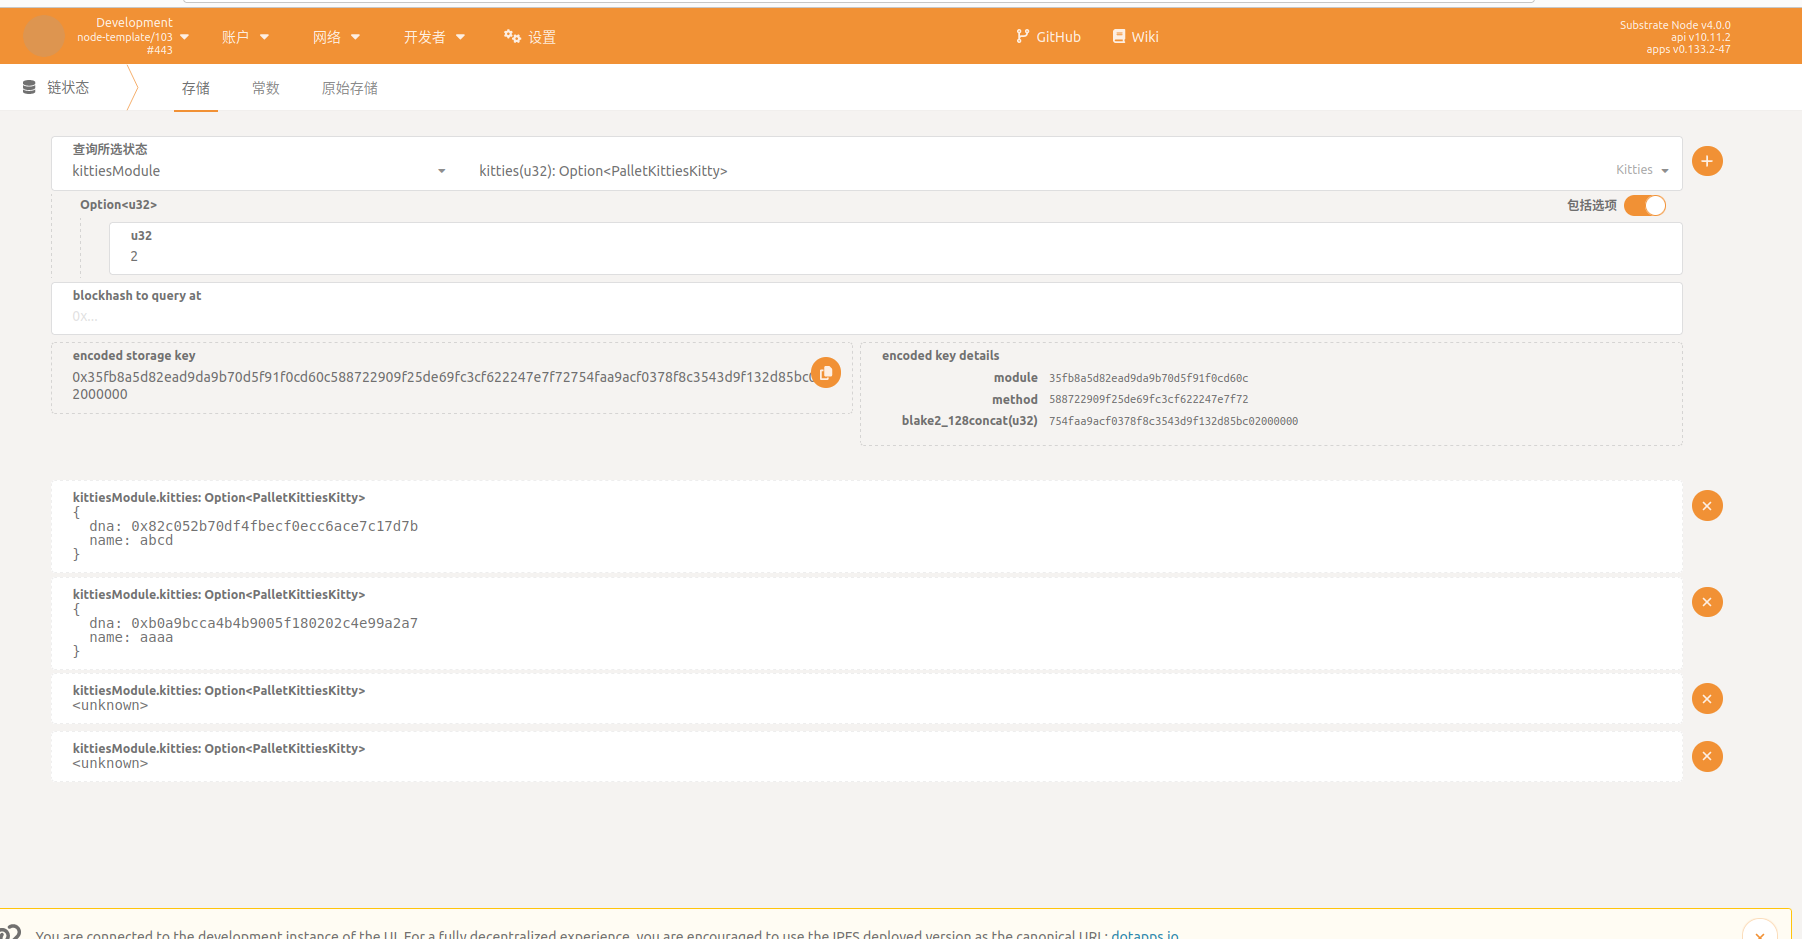 Development
node-template/103
#443
账户
网络
开发者
设置
GitHub
Wiki
Substrate Node v4.0.0
api v10.11.2
apps v0.133.2-47
链状态
存储
常数
原始存储
查询所选状态
kittiesModule
kitties(u32): Option<PalletKittiesKitty>
Kitties
Option<u32>
包括选项
u32
2
blockhash to query at
0x...
encoded storage key
0x35fb8a5d82ead9da9b70d5f91f0cd60c588722909f25de69fc3cf622247e7f72754faa9acf0378f8c3543d9f132d85bc0
2000000
encoded key details
module 35fb8a5d82ead9da9b70d5f91f0cd60c
method 588722909f25de69fc3cf622247e7f72
blake2_128concat(u32) 754faa9acf0378f8c3543d9f132d85bc02000000
kittiesModule.kitties: Option<PalletKittiesKitty>
{
dna: 0x82c052b70df4fbecf0ecc6ace7c17d7b
name: abcd
}
kittiesModule.kitties: Option<PalletKittiesKitty>
{
dna: 0xb0a9bcca4b4b9005f180202c4e99a2a7
name: aaaa
}
kittiesModule.kitties: Option<PalletKittiesKitty>
<unknown>
kittiesModule.kitties: Option<PalletKittiesKitty>
<unknown>
You are connected to the development instance of the UI. For a fully decentralized experience, you are encouraged to use the IPFS deployed version as the canonical URL: dotapps.io